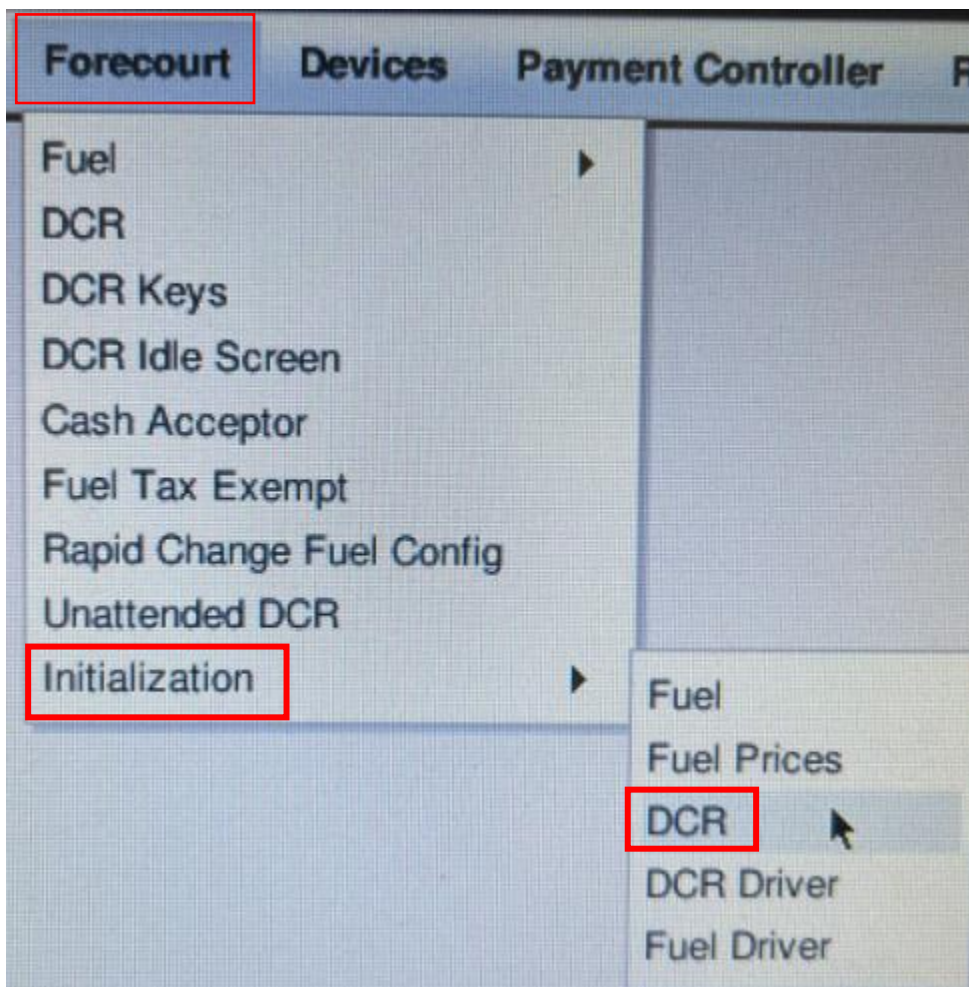 Forecourt Devices Payment Controller
Fuel
DCR
DCR Keys
DCR Idle Screen
Cash Acceptor
Fuel Tax Exempt
Rapid Change Fuel Config
Unattended DCR
Initialization
Fuel
Fuel Prices
DCR
DCR Driver
Fuel Driver